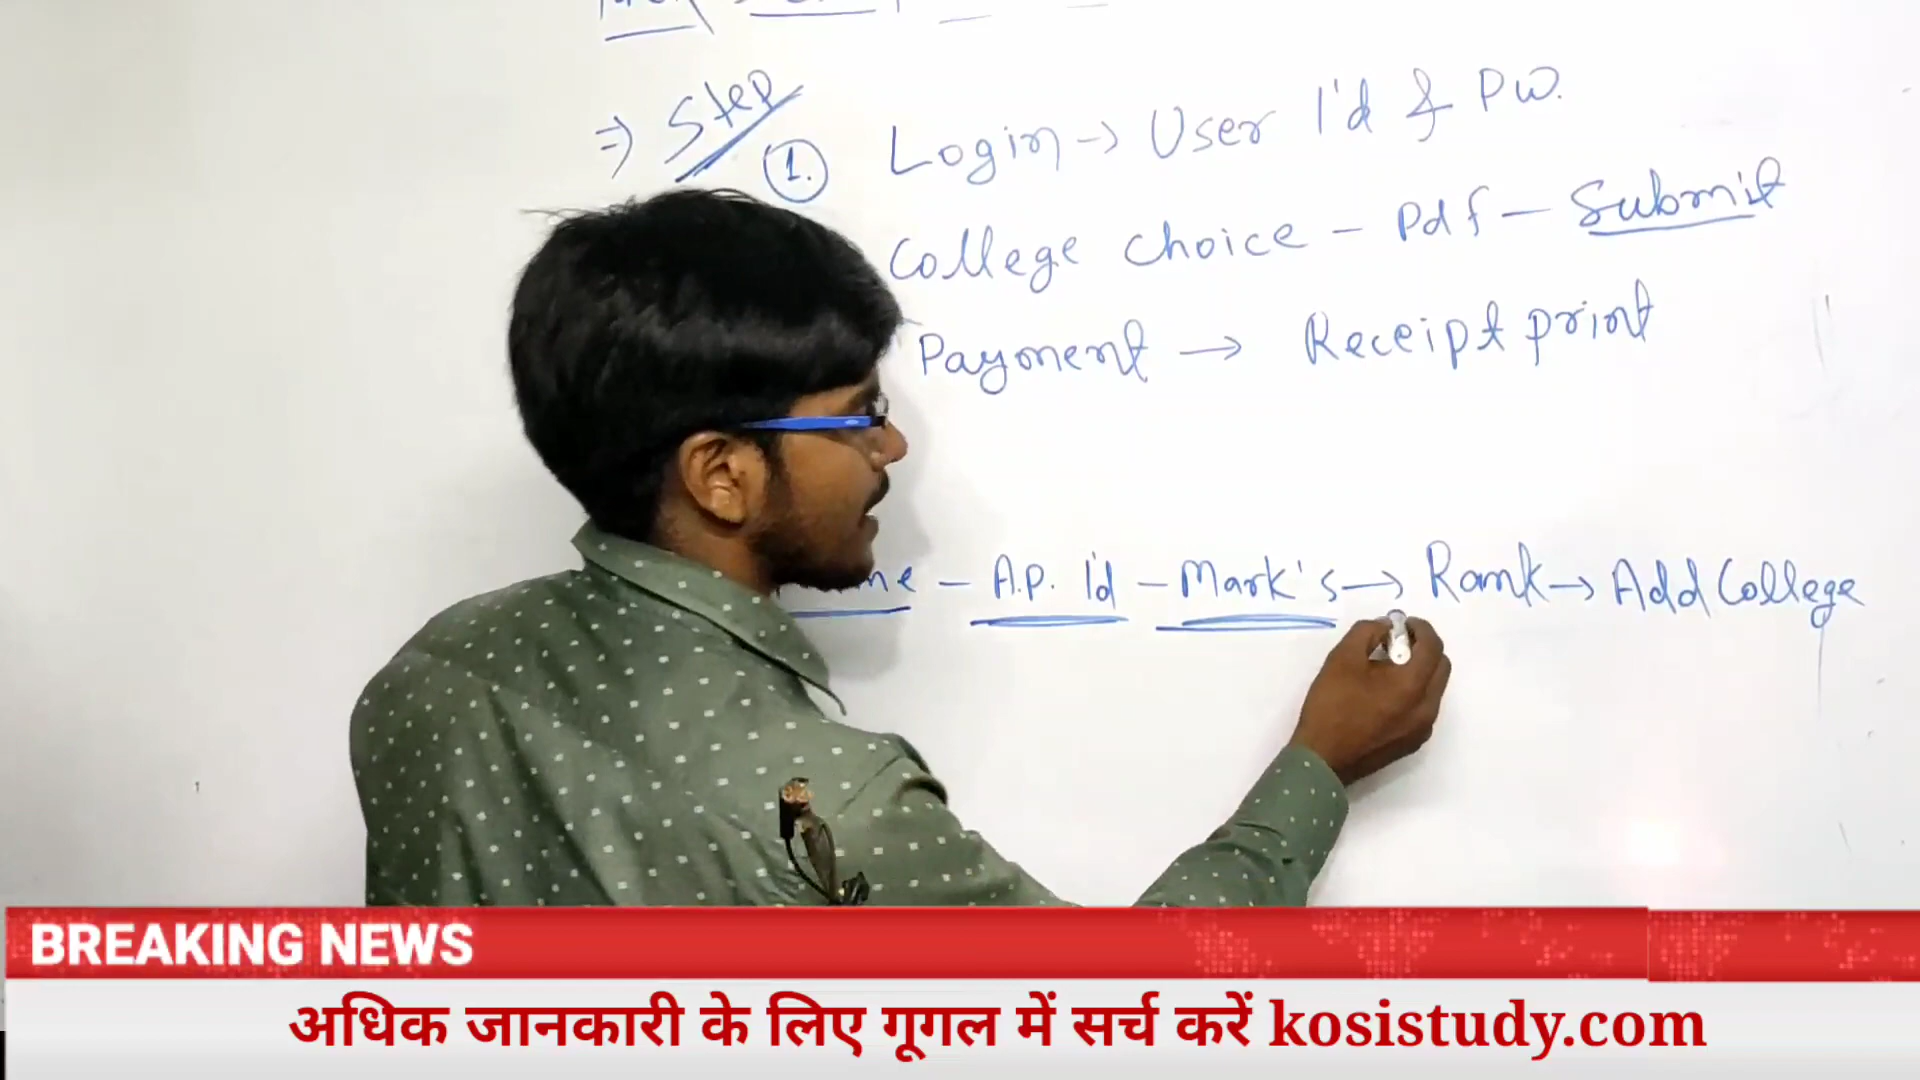 ⇒ Step
1. Login → User I'd & PW.
College choice - Pdf - Submit
Payment → Receipt print
- A.P. I'd - Mark's → Rank → Add College
BREAKING NEWS
अधिक जानकारी के लिए गूगल में सर्च करें kosistudy.com